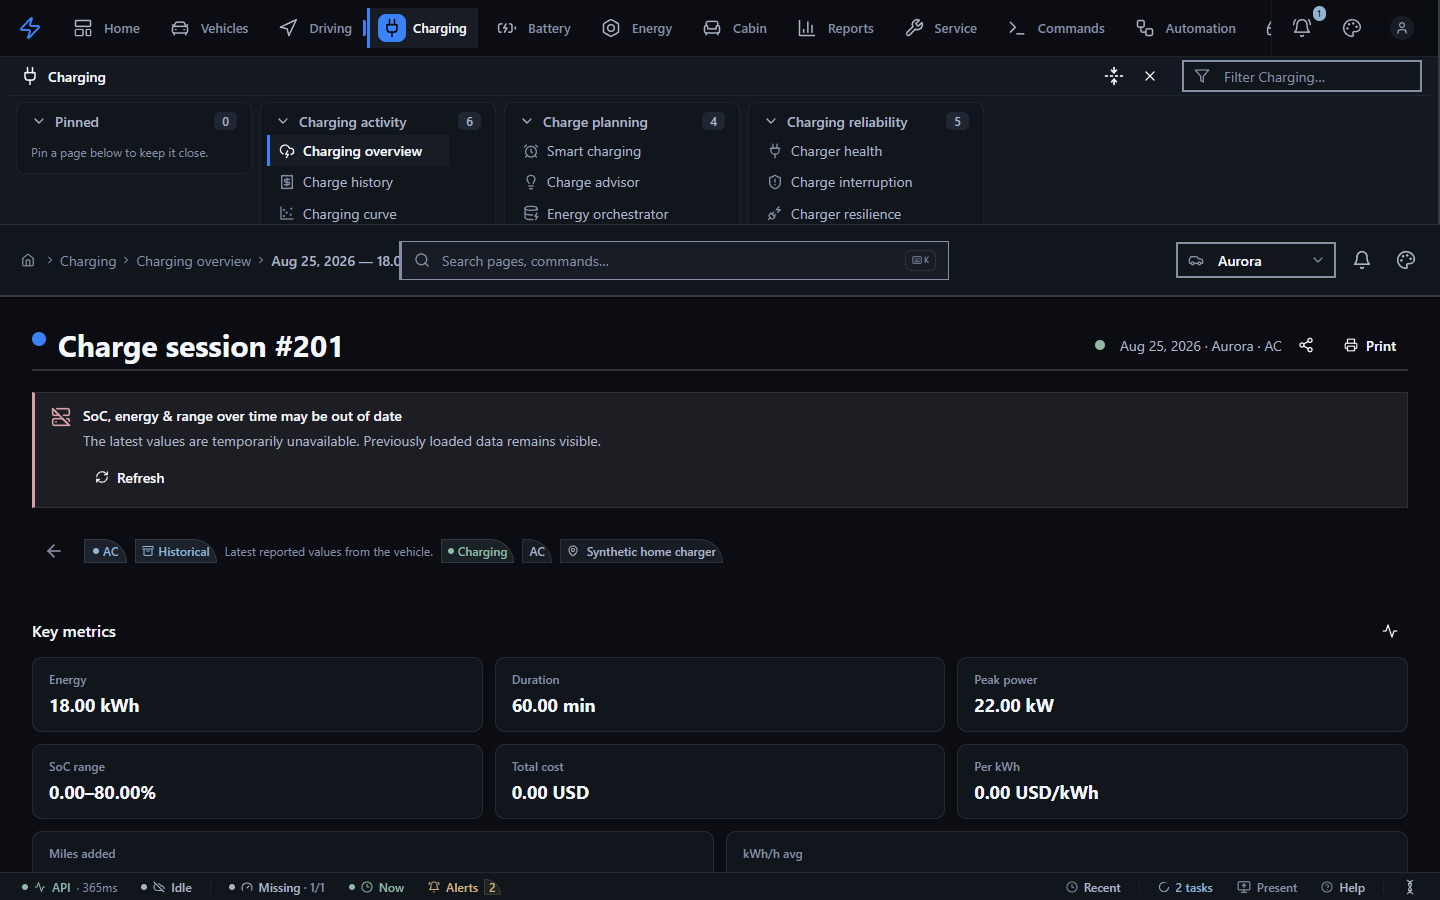 Home Vehicles Driving Charging Battery Energy Cabin Reports Service Commands Automation 1
Charging Filter Charging...
Pinned 0
Pin a page below to keep it close.
Charging activity 6
Charging overview
Charge history
Charging curve
Charge planning 4
Smart charging
Charge advisor
Energy orchestrator
Charging reliability 5
Charger health
Charge interruption
Charger resilience
Charging Charging overview Aug 25, 2026 — 18.0 Search pages, commands... K Aurora
Charge session #201 Aug 25, 2026 · Aurora · AC Print
SoC, energy & range over time may be out of date
The latest values are temporarily unavailable. Previously loaded data remains visible.
Refresh
AC Historical Latest reported values from the vehicle. Charging AC Synthetic home charger
Key metrics
Energy
18.00 kWh
Duration
60.00 min
Peak power
22.00 kW
SoC range
0.00–80.00%
Total cost
0.00 USD
Per kWh
0.00 USD/kWh
Miles added
kWh/h avg
API · 365ms Idle Missing · 1/1 Now Alerts 2 Recent 2 tasks Present Help